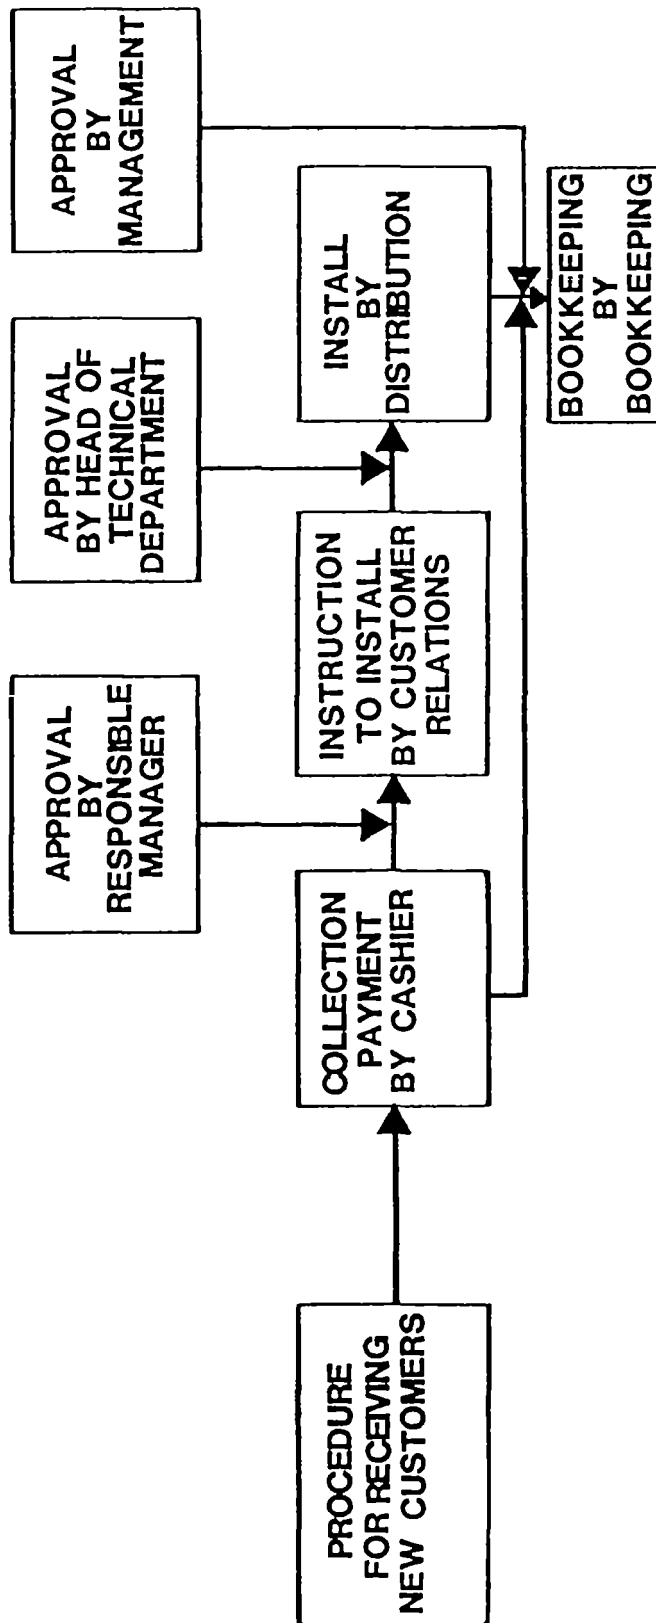 APPROVAL
BY
RESPONSIBLE
MANAGER
APPROVAL
BY HEAD OF
TECHNICAL
DEPARTMENT
APPROVAL
BY
MANAGEMENT
PROCEDURE
FOR RECEIVING
NEW CUSTOMERS
COLLECTION
PAYMENT
BY CASHIER
INSTRUCTION
TO INSTALL
BY CUSTOMER
RELATIONS
INSTALL
BY
DISTRIBUTION
BOOKKEEPING
BY
BOOKKEEPING